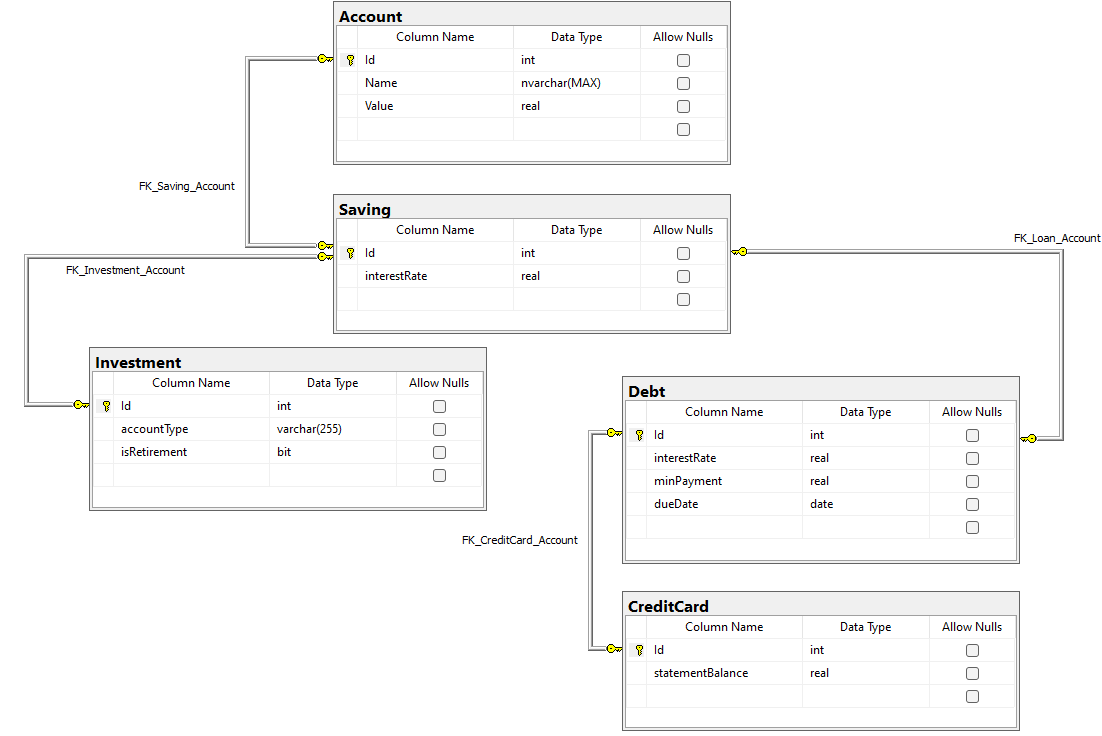 Account
Column Name Data Type Allow Nulls
Id int
Name nvarchar(MAX)
Value real
FK_Saving_Account
Saving
Column Name Data Type Allow Nulls
Id int
interestRate real
FK_Loan_Account
FK_Investment_Account
Investment
Column Name Data Type Allow Nulls
Id int
accountType varchar(255)
isRetirement bit
Debt
Column Name Data Type Allow Nulls
Id int
interestRate real
minPayment real
dueDate date
FK_CreditCard_Account
CreditCard
Column Name Data Type Allow Nulls
Id int
statementBalance real